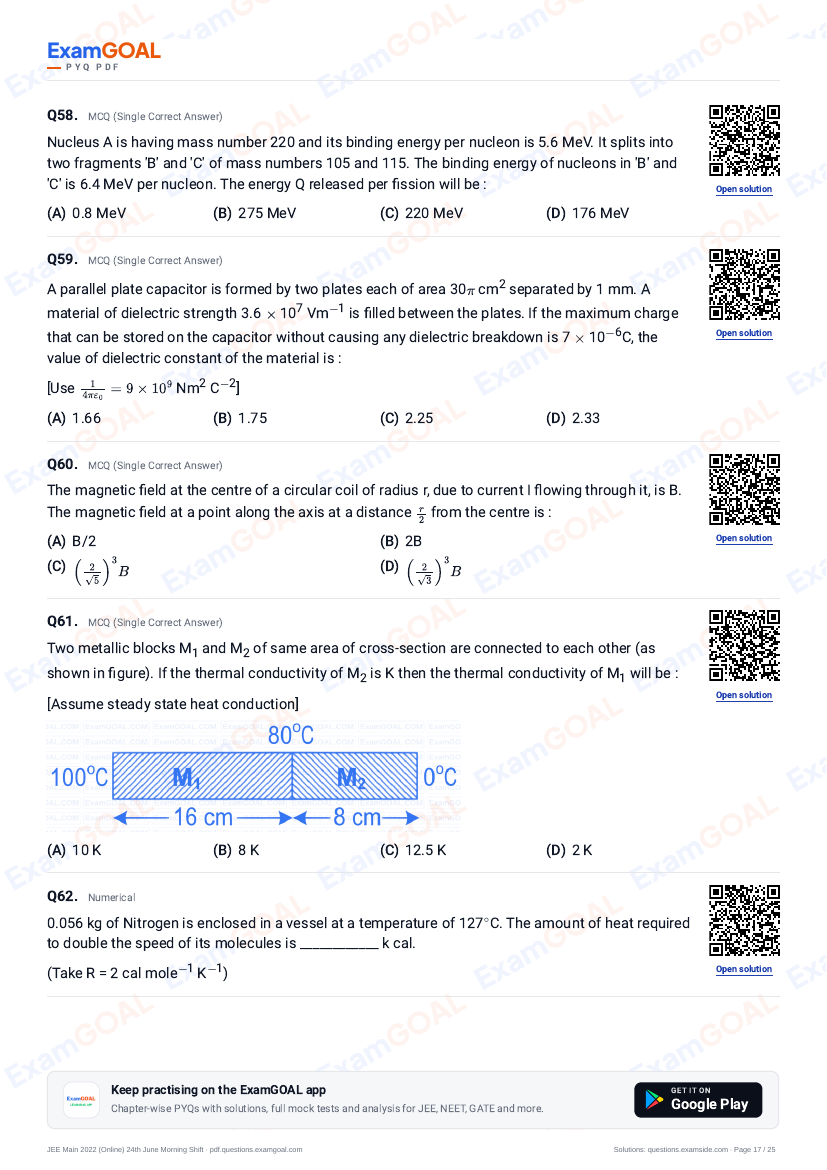 ExamGOAL
PYQ PDF
Q58. MCQ (Single Correct Answer)
Nucleus A is having mass number 220 and its binding energy per nucleon is 5.6 MeV. It splits into
two fragments 'B' and 'C' of mass numbers 105 and 115. The binding energy of nucleons in 'B' and
'C' is 6.4 MeV per nucleon. The energy Q released per fission will be :
(A) 0.8 MeV (B) 275 MeV (C) 220 MeV (D) 176 MeV
Open solution
Q59. MCQ (Single Correct Answer)
A parallel plate capacitor is formed by two plates each of area 30π cm² separated by 1 mm. A
material of dielectric strength 3.6 × 10⁷ Vm⁻¹ is filled between the plates. If the maximum charge
that can be stored on the capacitor without causing any dielectric breakdown is 7 × 10⁻⁶C, the
value of dielectric constant of the material is :
[Use 1/(4πε₀) = 9 × 10⁹ Nm² C⁻²]
(A) 1.66 (B) 1.75 (C) 2.25 (D) 2.33
Open solution
Q60. MCQ (Single Correct Answer)
The magnetic field at the centre of a circular coil of radius r, due to current I flowing through it, is B.
The magnetic field at a point along the axis at a distance r/2 from the centre is :
(A) B/2 (B) 2B
(C) (2/√5)³ B (D) (2/√3)³ B
Open solution
Q61. MCQ (Single Correct Answer)
Two metallic blocks M₁ and M₂ of same area of cross-section are connected to each other (as
shown in figure). If the thermal conductivity of M₂ is K then the thermal conductivity of M₁ will be :
[Assume steady state heat conduction]
Open solution
80°C
100°C M₁ M₂ 0°C
16 cm 8 cm
(A) 10 K (B) 8 K (C) 12.5 K (D) 2 K
Q62. Numerical
0.056 kg of Nitrogen is enclosed in a vessel at a temperature of 127°C. The amount of heat required
to double the speed of its molecules is ____________ k cal.
(Take R = 2 cal mole⁻¹ K⁻¹)
Open solution
Keep practising on the ExamGOAL app
Chapter-wise PYQs with solutions, full mock tests and analysis for JEE, NEET, GATE and more.
GET IT ON
Google Play
JEE Main 2022 (Online) 24th June Morning Shift · pdf.questions.examgoal.com
Solutions: questions.examside.com · Page 17 / 25